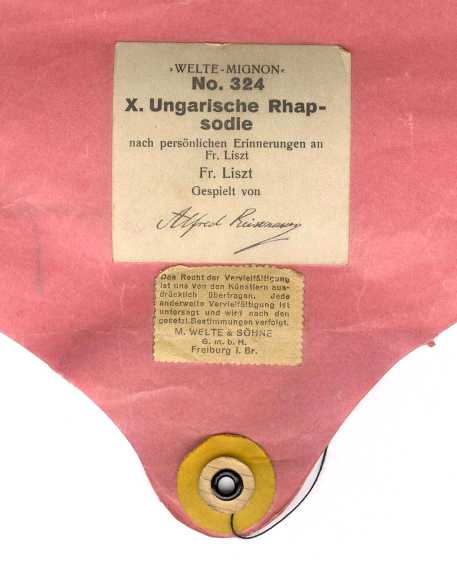 »WELTE-MIGNON«
No. 324
X. Ungarische Rhap-
sodie
nach persönlichen Erinnerungen an
Fr. Liszt
Fr. Liszt
Gespielt von
Alfred Reisenauer
Das Recht der Vervielfältigung
ist uns von den Künstlern aus-
drücklich übertragen. Jede
anderweite Vervielfältigung ist
untersagt und wird nach den
gesetzl. Bestimmungen verfolgt.
M. WELTE & SÖHNE
G. m. b. H.
Freiburg i. Br.